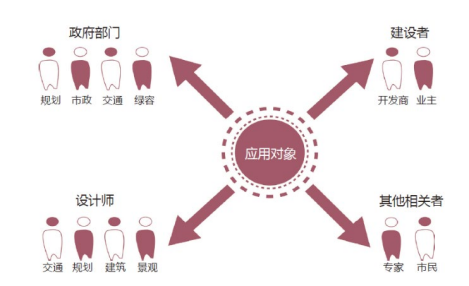 政府部门
规划 市政 交通 绿容
建设者
开发商 业主
应用对象
设计师
交通 规划 建筑 景观
其他相关者
专家 市民